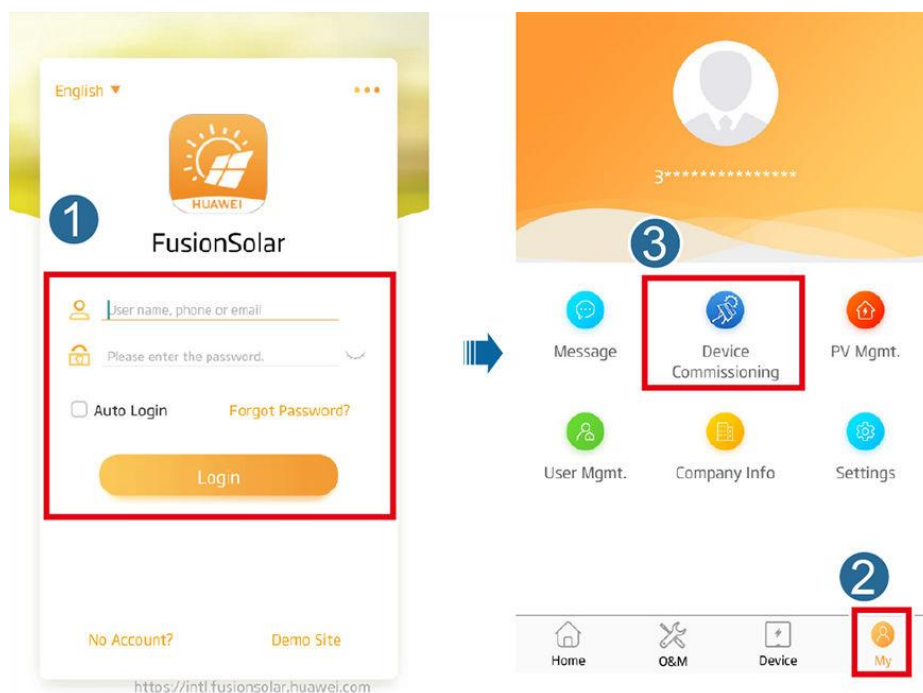 English
HUAWEI
1
FusionSolar
User name, phone or email
Please enter the password.
Auto Login Forgot Password?
Login
No Account? Demo Site
https://intl.fusionsolar.huawei.com
3***************
3
Message
Device
Commissioning
PV Mgmt.
User Mgmt. Company Info Settings
2
Home O&M Device My